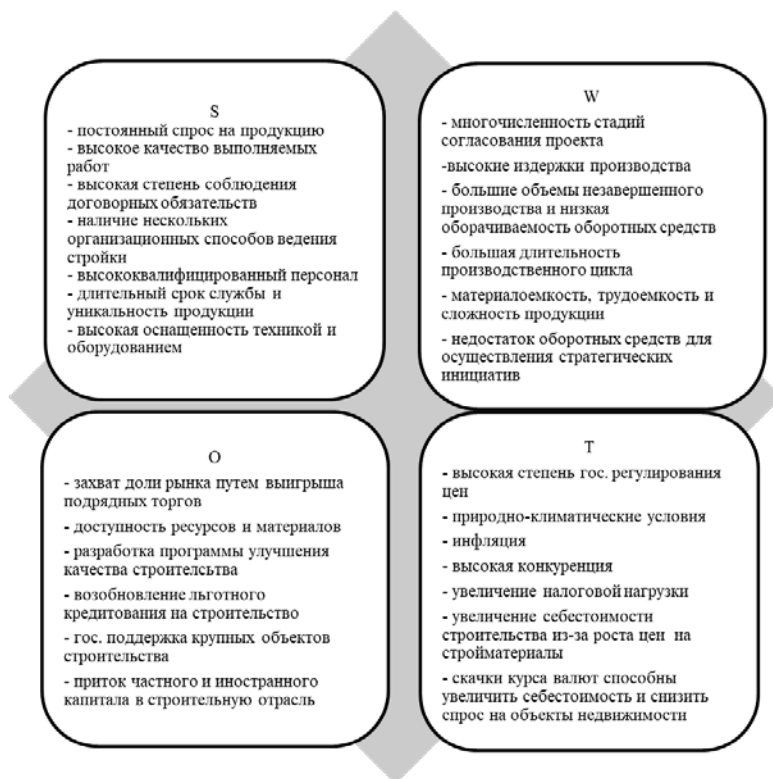 S
- постоянный спрос на продукцию
- высокое качество выполняемых
работ
- высокая степень соблюдения
договорных обязательств
- наличие нескольких
организационных способов ведения
стройки
- высококвалифицированный персонал
- длительный срок службы и
уникальность продукции
- высокая оснащенность техникой и
оборудованием
W
- многочисленность стадий
согласования проекта
-высокие издержки производства
- большие объемы незавершенного
производства и низкая
оборачиваемость оборотных средств
- большая длительность
производственного цикла
- материалоемкость, трудоемкость и
сложность продукции
- недостаток оборотных средств для
осуществления стратегических
инициатив
O
- захват доли рынка путем выигрыша
подрядных торгов
- доступность ресурсов и материалов
- разработка программы улучшения
качества строителсьтва
- возобновление льготного
кредитования на строительство
- гос. поддержка крупных объектов
строительства
- приток частного и иностранного
капитала в строительную отрасль
T
- высокая степень гос. регулирования
цен
- природно-климатические условия
- инфляция
- высокая конкуренция
- увеличение налоговой нагрузки
- увеличение себестоимости
строительства из-за роста цен на
стройматериалы
- скачки курса валют способны
увеличить себестоимость и снизить
спрос на объекты недвижимости